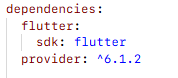 dependencies:
  flutter:
    sdk: flutter
  provider: ^6.1.2